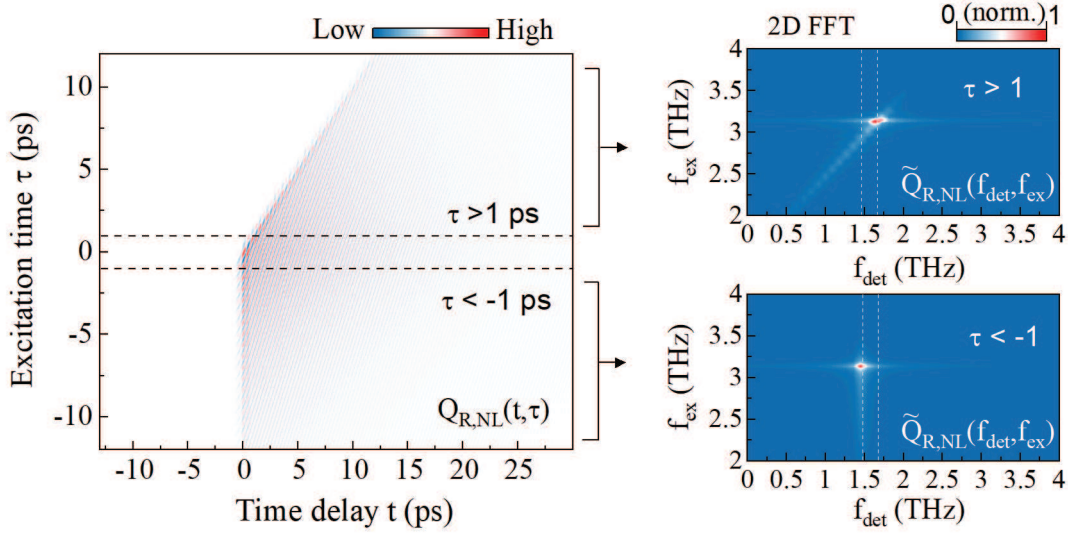 Low High
10
5
0
-5
-10
Excitation time τ (ps)
τ >1 ps
τ < -1 ps
Q_R,NL(t,τ)
-10 -5 0 5 10 15 20 25
Time delay t (ps)
2D FFT
0 (norm.) 1
4
3.5
3
2.5
2
f_ex (THz)
τ > 1
Q̃_R,NL(f_det,f_ex)
0 0.5 1 1.5 2 2.5 3 3.5 4
f_det (THz)
4
3.5
3
2.5
2
f_ex (THz)
τ < -1
Q̃_R,NL(f_det,f_ex)
0 0.5 1 1.5 2 2.5 3 3.5 4
f_det (THz)